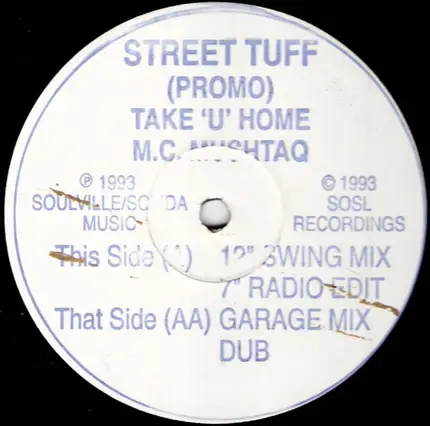 STREET TUFF
(PROMO)
TAKE 'U' HOME
M.C. MUSHTAQ
℗ 1993
SOULVILLE/SONDA
MUSIC
© 1993
SOSL
RECORDINGS
This Side (A) 12" SWING MIX
7" RADIO EDIT
That Side (AA) GARAGE MIX
DUB